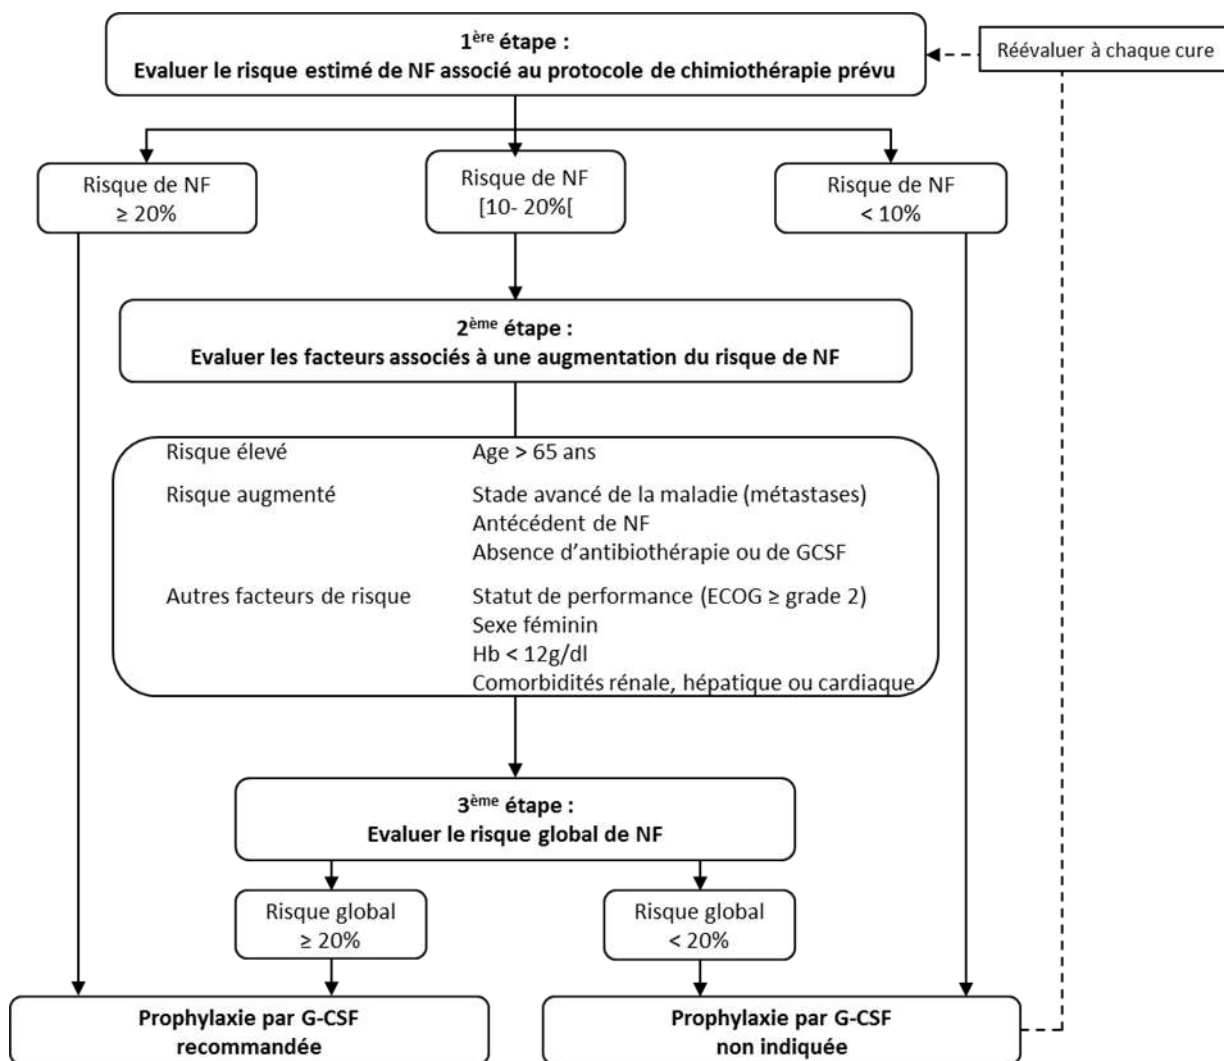 1ère étape :
Evaluer le risque estimé de NF associé au protocole de chimiothérapie prévu
Réévaluer à chaque cure
Risque de NF
≥ 20%
Risque de NF
[10- 20%[
Risque de NF
< 10%
2ème étape :
Evaluer les facteurs associés à une augmentation du risque de NF
Risque élevé Age > 65 ans
Risque augmenté Stade avancé de la maladie (métastases)
Antécédent de NF
Absence d'antibiothérapie ou de GCSF
Autres facteurs de risque Statut de performance (ECOG ≥ grade 2)
Sexe féminin
Hb < 12g/dl
Comorbidités rénale, hépatique ou cardiaque
3ème étape :
Evaluer le risque global de NF
Risque global
≥ 20%
Risque global
< 20%
Prophylaxie par G-CSF
recommandée
Prophylaxie par G-CSF
non indiquée